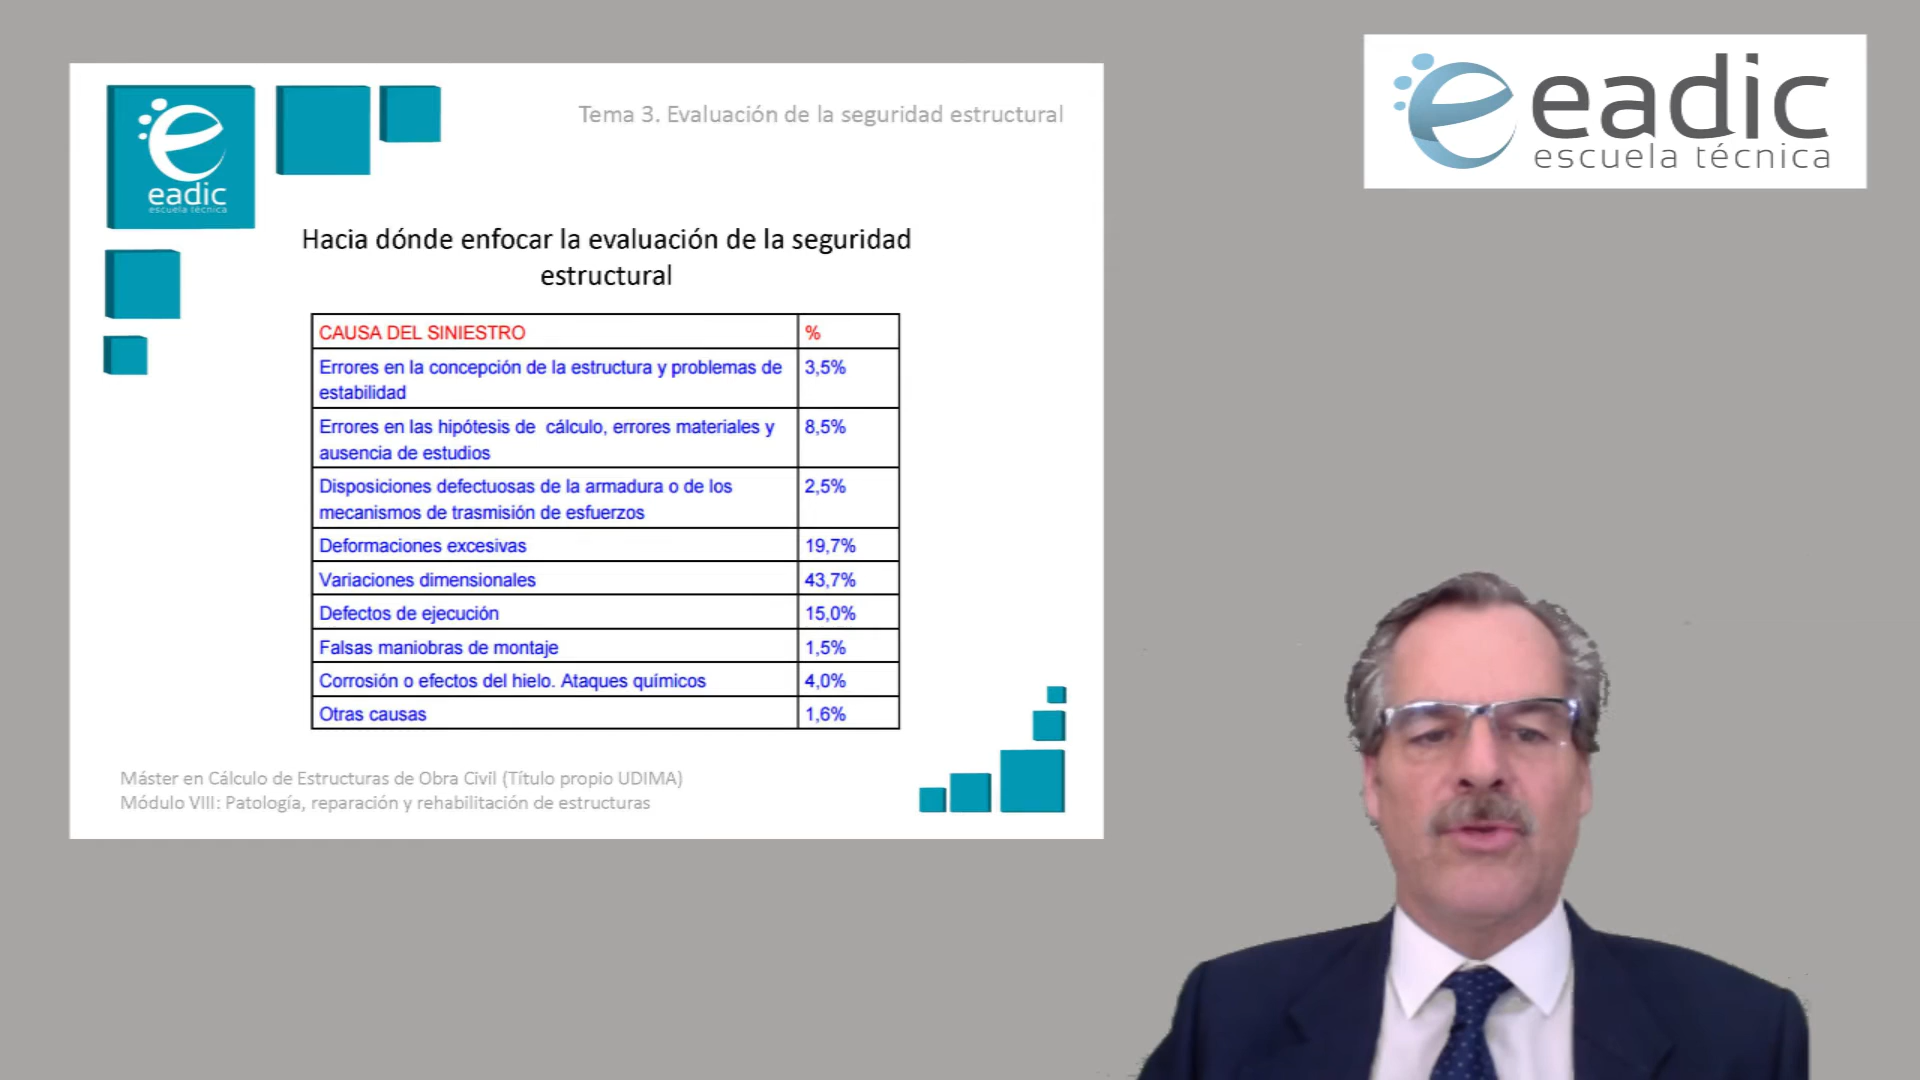 eadic
escuela técnica
Tema 3. Evaluación de la seguridad estructural
eadic
escuela técnica
Hacia dónde enfocar la evaluación de la seguridad
estructural
CAUSA DEL SINIESTRO %
Errores en la concepción de la estructura y problemas de 3,5%
estabilidad
Errores en las hipótesis de cálculo, errores materiales y 8,5%
ausencia de estudios
Disposiciones defectuosas de la armadura o de los 2,5%
mecanismos de trasmisión de esfuerzos
Deformaciones excesivas 19,7%
Variaciones dimensionales 43,7%
Defectos de ejecución 15,0%
Falsas maniobras de montaje 1,5%
Corrosión o efectos del hielo. Ataques químicos 4,0%
Otras causas 1,6%
Máster en Cálculo de Estructuras de Obra Civil (Título propio UDIMA)
Módulo VIII: Patología, reparación y rehabilitación de estructuras